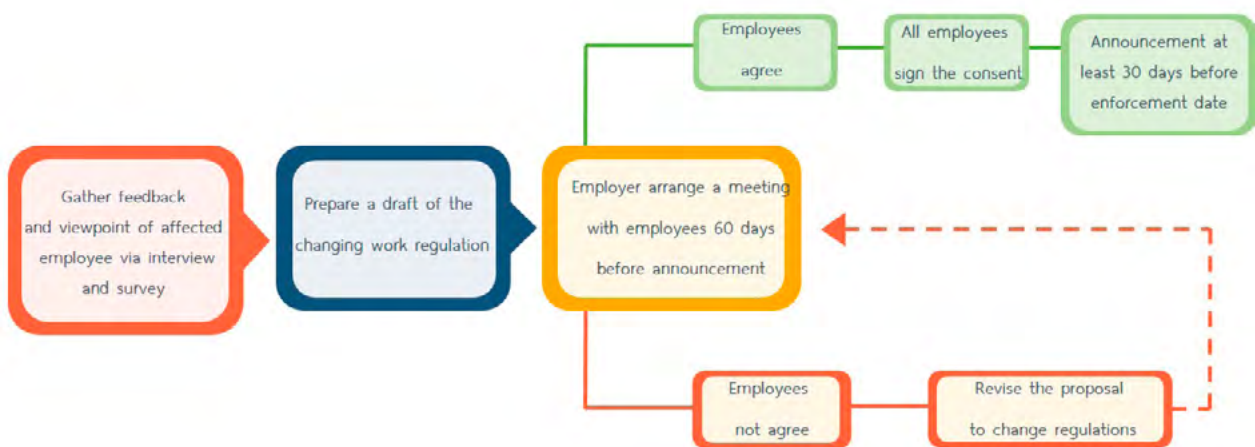 Gather feedback
and viewpoint of affected
employee via interview
and survey
Prepare a draft of the
changing work regulation
Employer arrange a meeting
with employees 60 days
before announcement
Employees
agree
All employees
sign the consent
Announcement at
least 30 days before
enforcement date
Employees
not agree
Revise the proposal
to change regulations